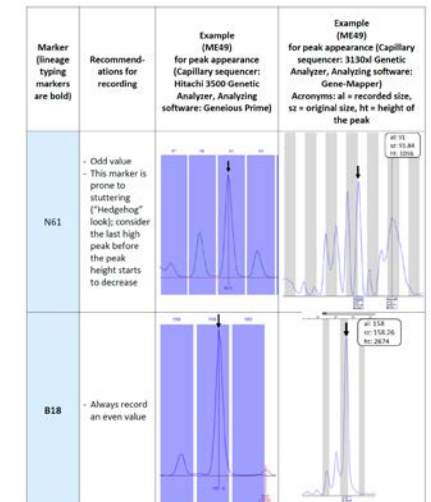 Marker
(lineage
typing
markers
are bold)
Recommend-
ations for
recording
Example
(ME49)
for peak appearance
(Capillary sequencer:
Hitachi 3500 Genetic
Analyzer, Analyzing
software: Geneious Prime)
Example
(ME49)
for peak appearance (Capillary
sequencer: 3130xl Genetic
Analyzer, Analyzing software:
Gene-Mapper)
Acronyms: al = recorded size,
sz = original size, ht = height of
the peak
N61
- Odd value
- This marker is
prone to
stuttering
("Hedgehog"
look); consider
the last high
peak before
the peak
height starts
to decrease
al: 91
sz: 91.84
ht: 1056
B18
- Always record
an even value
al: 158
sz: 158.26
ht: 2674